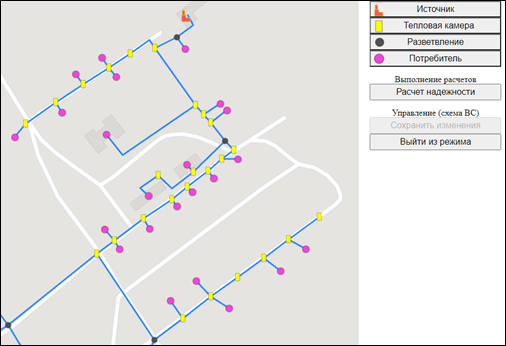 Источник
Тепловая камера
Разветвление
Потребитель
Выполнение расчетов
Расчет надежности
Управление (схема ВС)
Сохранить изменения
Выйти из режима